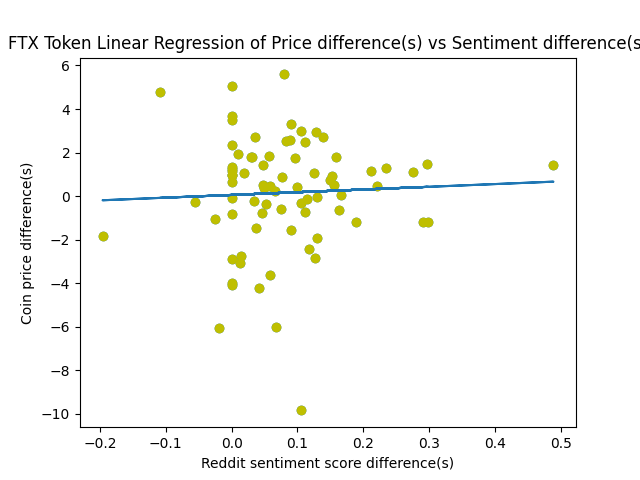 FTX Token Linear Regression of Price difference(s) vs Sentiment difference(s
6
4
2
0
−2
−4
−6
−8
−10
Coin price difference(s)
−0.2 −0.1 0.0 0.1 0.2 0.3 0.4 0.5
Reddit sentiment score difference(s)